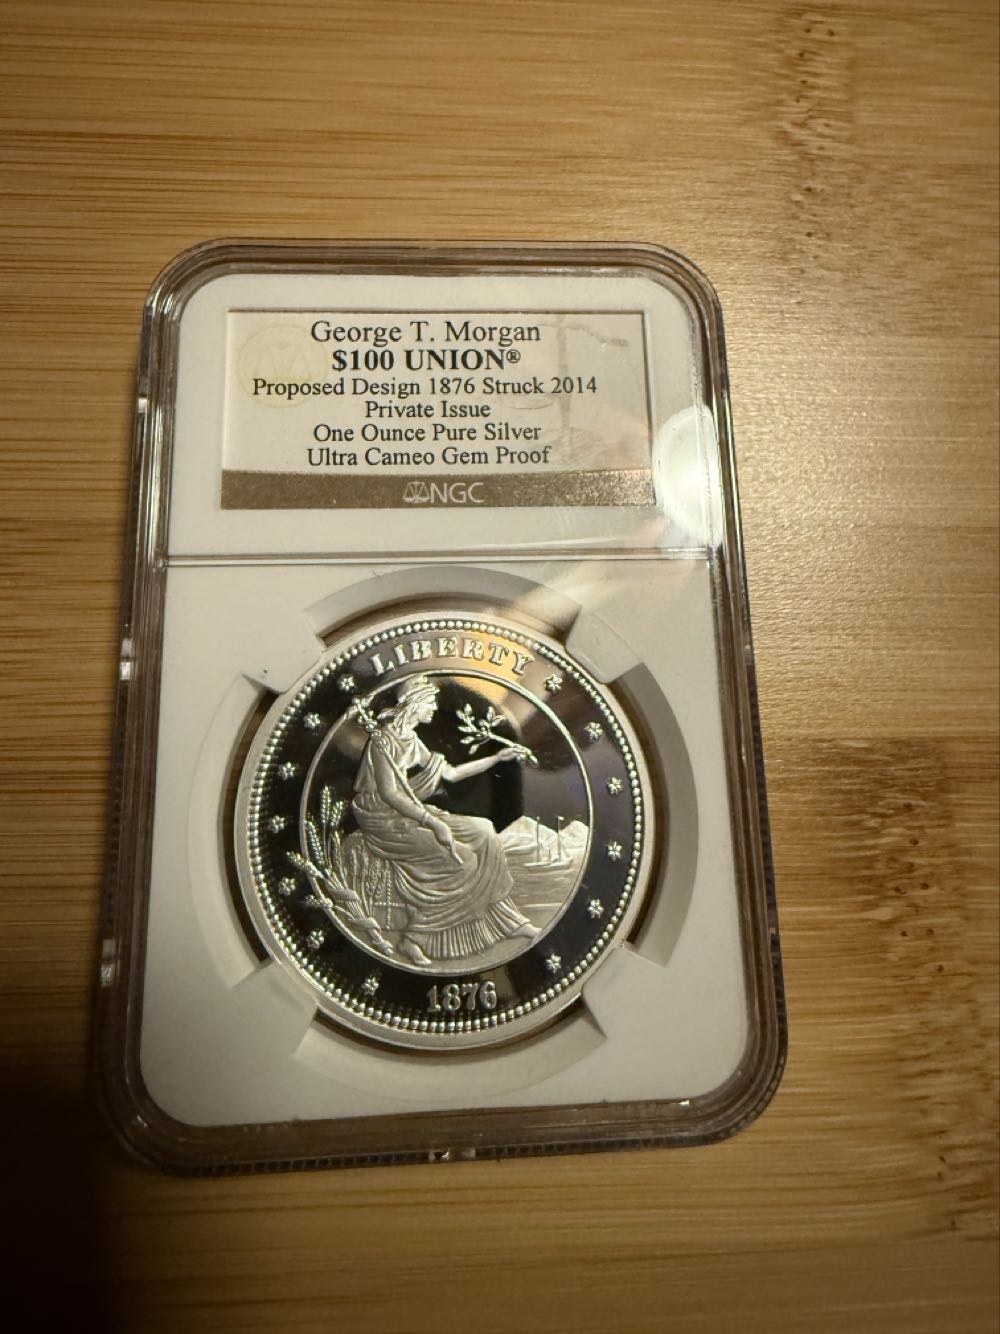 George T. Morgan
$100 UNION®
Proposed Design 1876 Struck 2014
Private Issue
One Ounce Pure Silver
Ultra Cameo Gem Proof
NGC
LIBERTY
1876